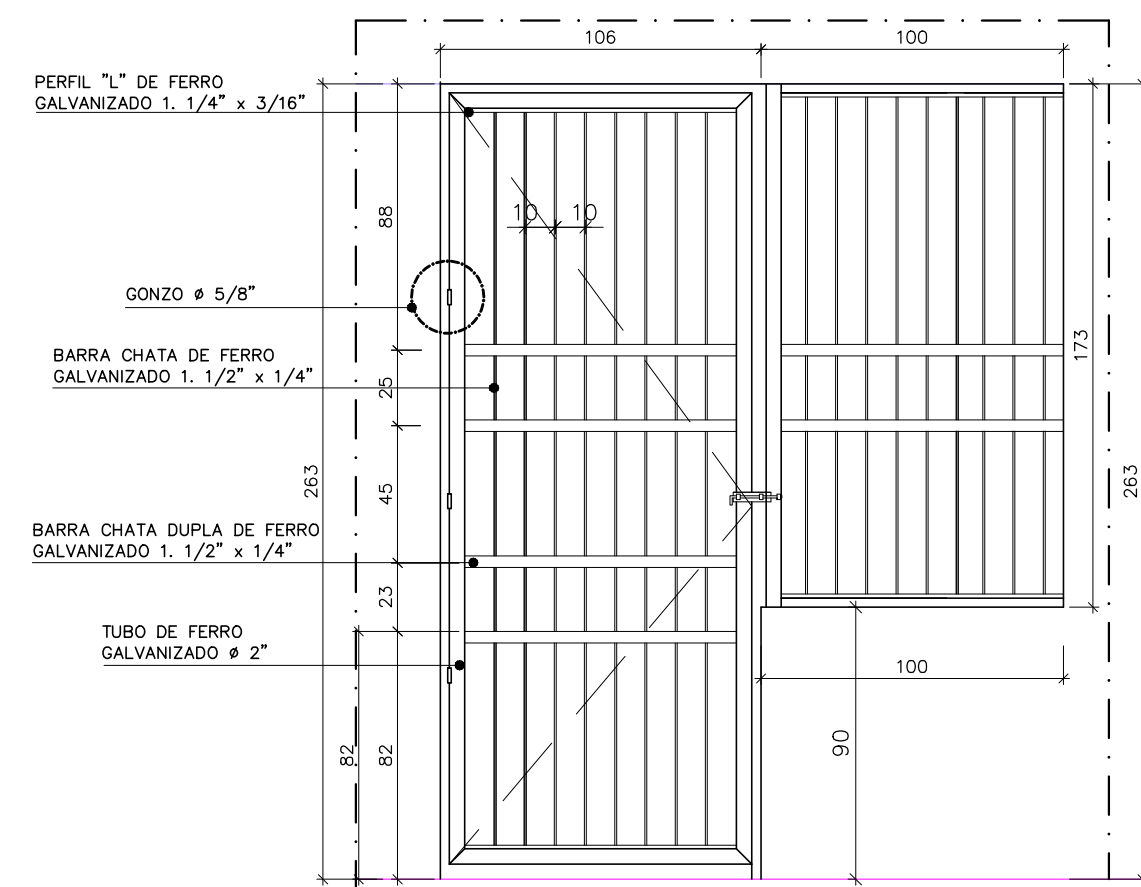 106
100
PERFIL "L" DE FERRO
GALVANIZADO 1. 1/4" x 3/16"
88
10
10
GONZO ø 5/8"
173
BARRA CHATA DE FERRO
GALVANIZADO 1. 1/2" x 1/4"
25
263
45
263
BARRA CHATA DUPLA DE FERRO
GALVANIZADO 1. 1/2" x 1/4"
23
TUBO DE FERRO
GALVANIZADO ø 2"
100
82
82
90